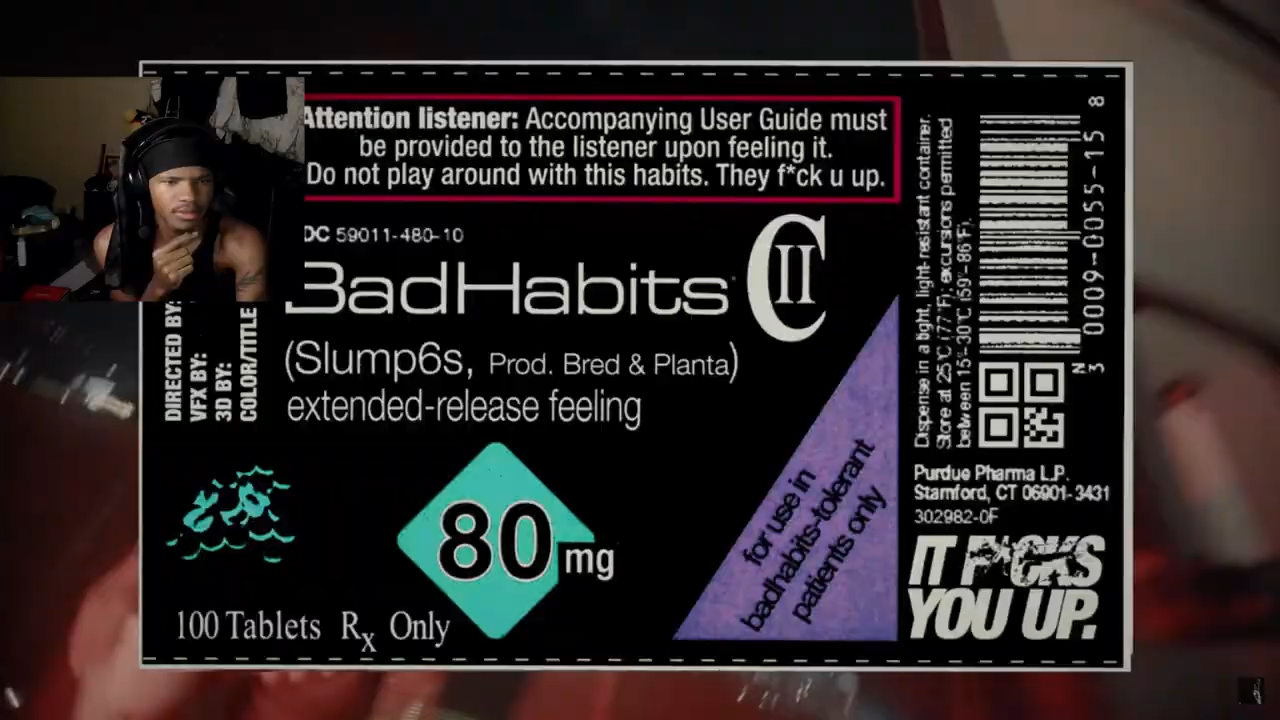 Attention listener: Accompanying User Guide must
be provided to the listener upon feeling it.
Do not play around with this habits. They f*ck u up.
DC 59011-480-10
BadHabits CII
(Slump6s, Prod. Bred & Planta)
extended-release feeling
DIRECTED BY:
VFX BY:
3D BY:
COLOR/TITLE
80 mg
100 Tablets Rx Only
for use in
badhabits-tolerant
patients only
Dispense in a tight, light-resistant container.
Store at 25°C (77°F); excursions permitted
between 15°-30°C (59°-86°F).
N
3 0009-0055-15 8
Purdue Pharma L.P.
Stamford, CT 06901-3431
302982-0F
IT F*CKS
YOU UP.